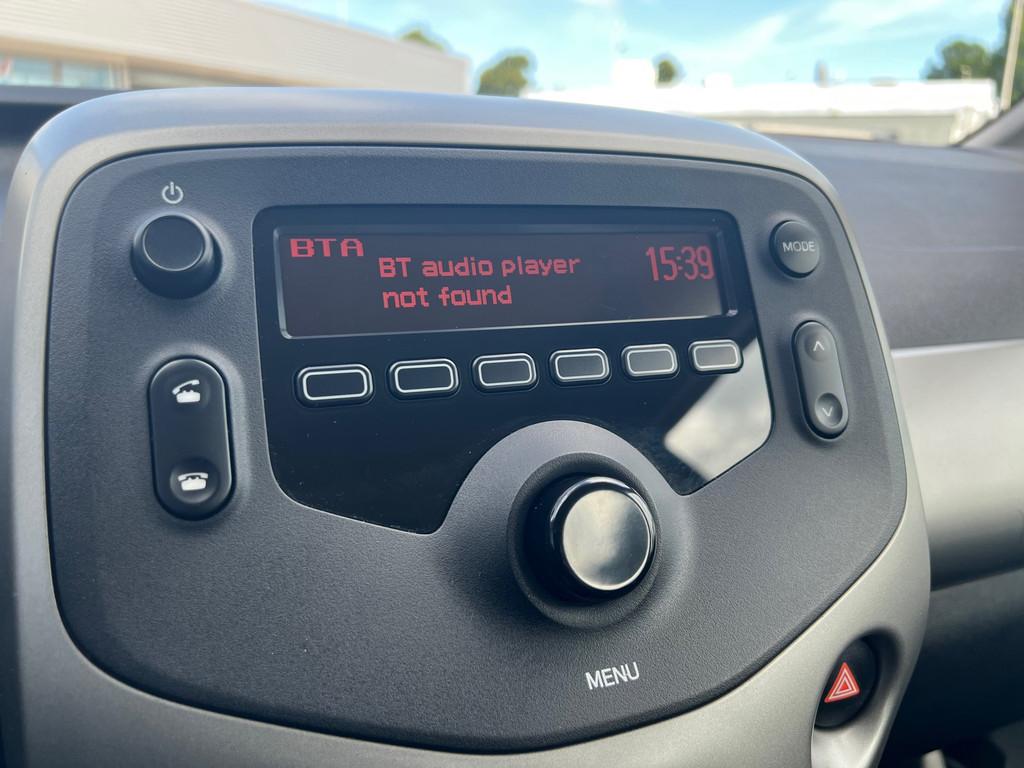 BTA
BT audio player
not found
15:39
MODE
MENU